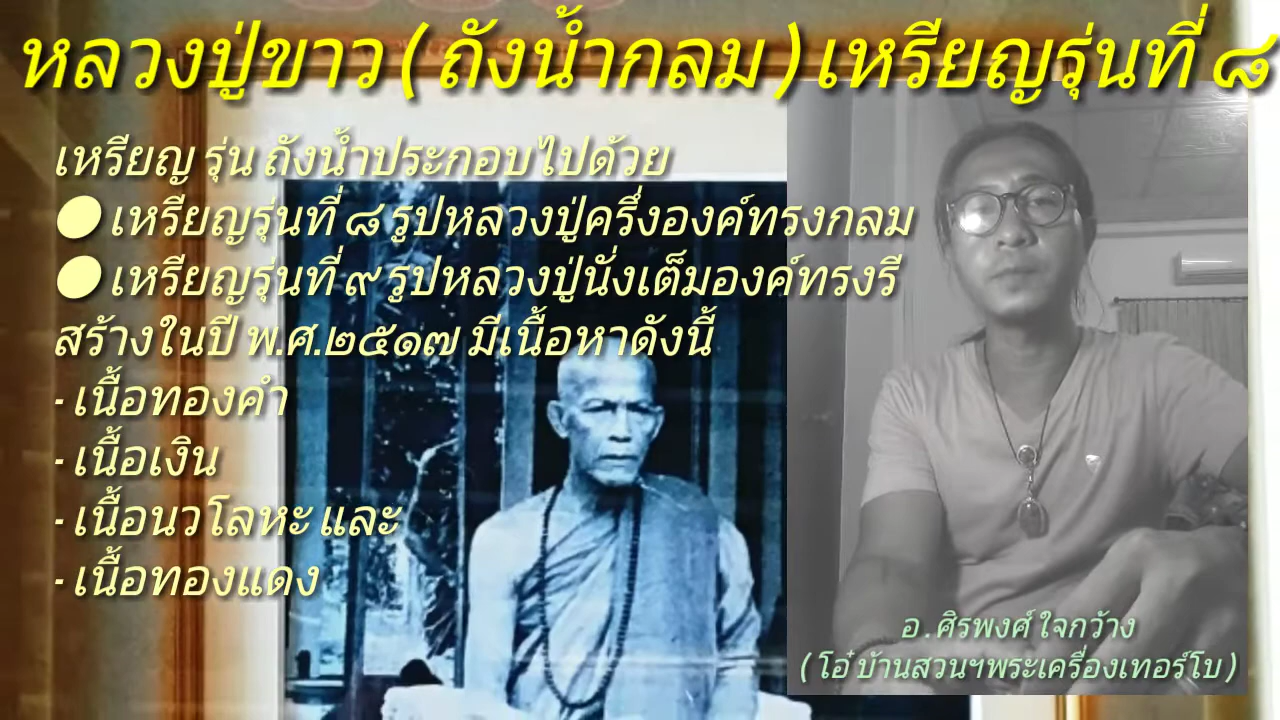 หลวงปู่ขาว ( ถังน้ำกลม ) เหรียญรุ่นที่ ๘
เหรียญ รุ่น ถังน้ำประกอบไปด้วย
● เหรียญรุ่นที่ ๘ รูปหลวงปู่ครึ่งองค์ทรงกลม
● เหรียญรุ่นที่ ๙ รูปหลวงปู่นั่งเต็มองค์ทรงรี
สร้างในปี พ.ศ.๒๕๑๗ มีเนื้อหาดังนี้
- เนื้อทองคำ
- เนื้อเงิน
- เนื้อนวโลหะ และ
- เนื้อทองแดง
อ . ศิรพงศ์ ใจกว้าง
( โอ๋ บ้านสวนฯพระเครื่องเทอร์โบ )